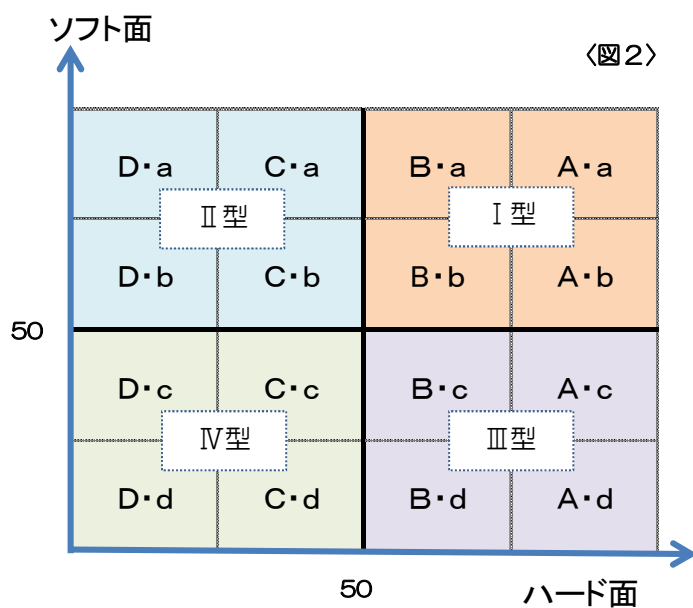 ソフト面
〈図2〉
D・a C・a B・a A・a
Ⅱ型 Ⅰ型
D・b C・b B・b A・b
50
D・c C・c B・c A・c
Ⅳ型 Ⅲ型
D・d C・d B・d A・d
50 ハード面